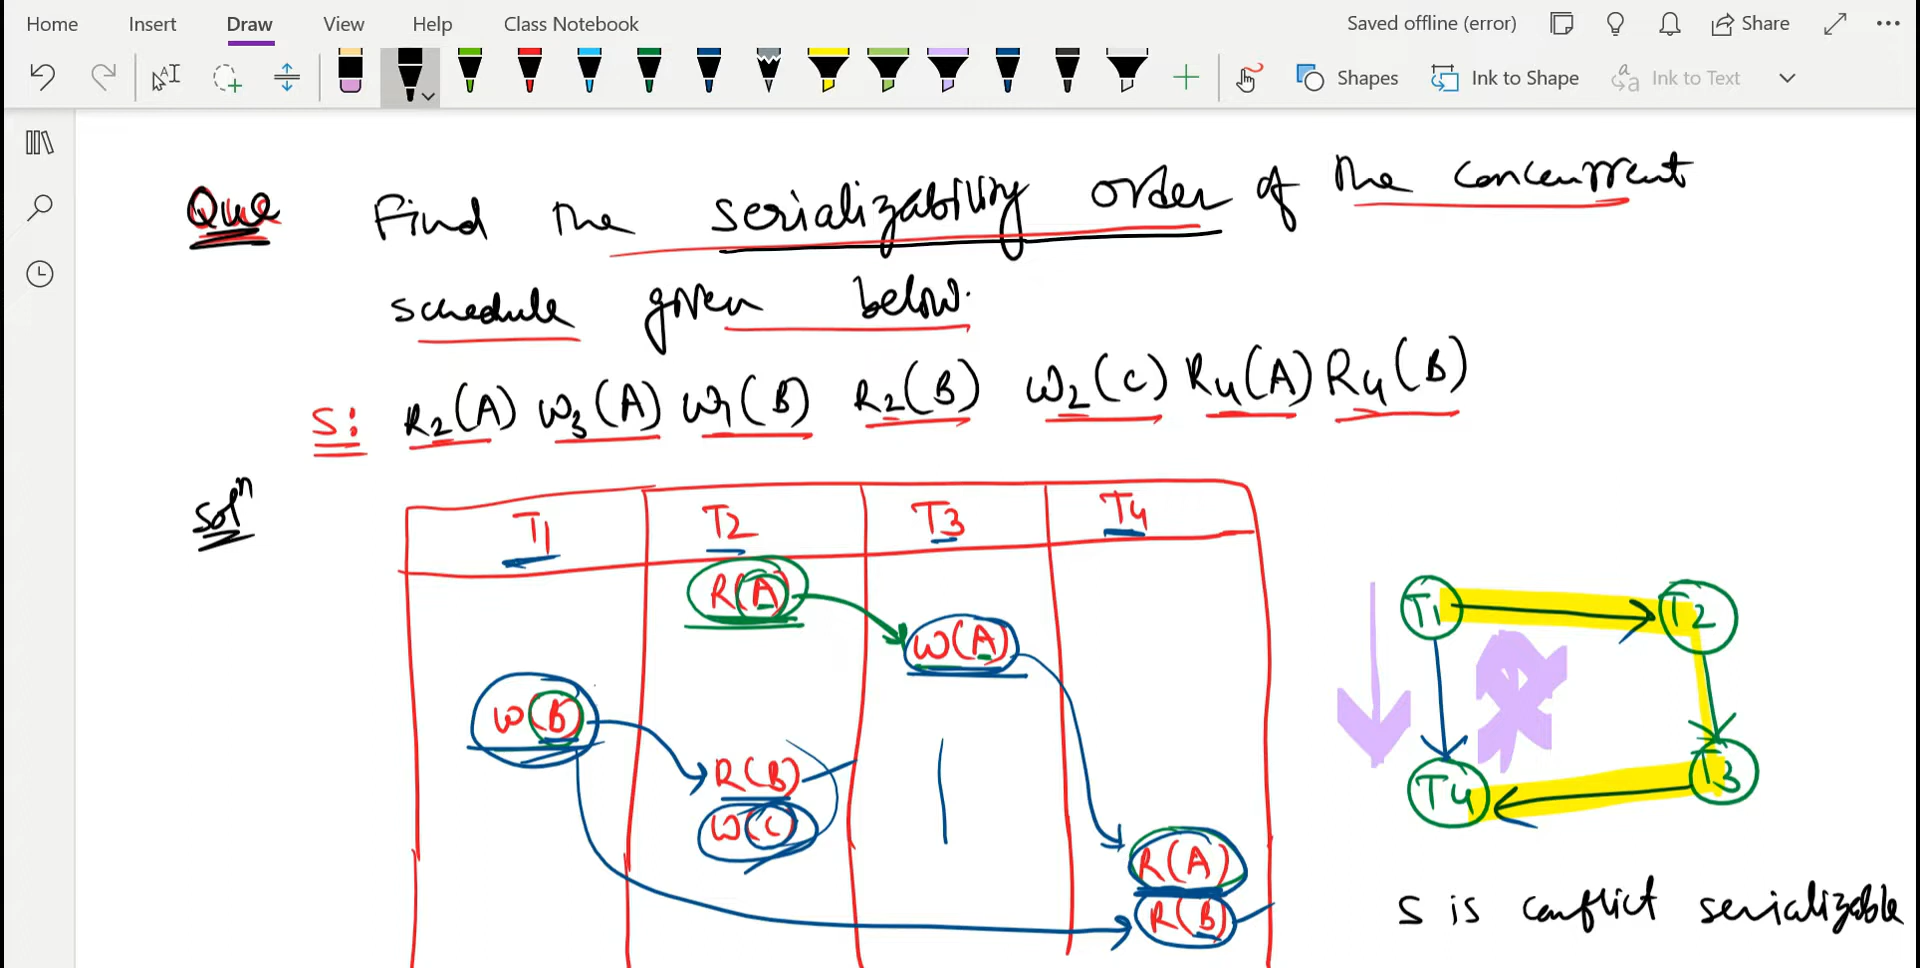 Home Insert Draw View Help Class Notebook Saved offline (error) Share
Shapes Ink to Shape Ink to Text
Que Find the serializability order of the concurrent
schedule given below.
S: R2(A) W3(A) W1(B) R2(B) W2(C) R4(A) R4(B)
Soln
T1 T2 T3 T4
R(A)
W(A)
W(B)
R(B)
W(C)
R(A)
R(B)
T1 T2
T4 T3
S is conflict serializable